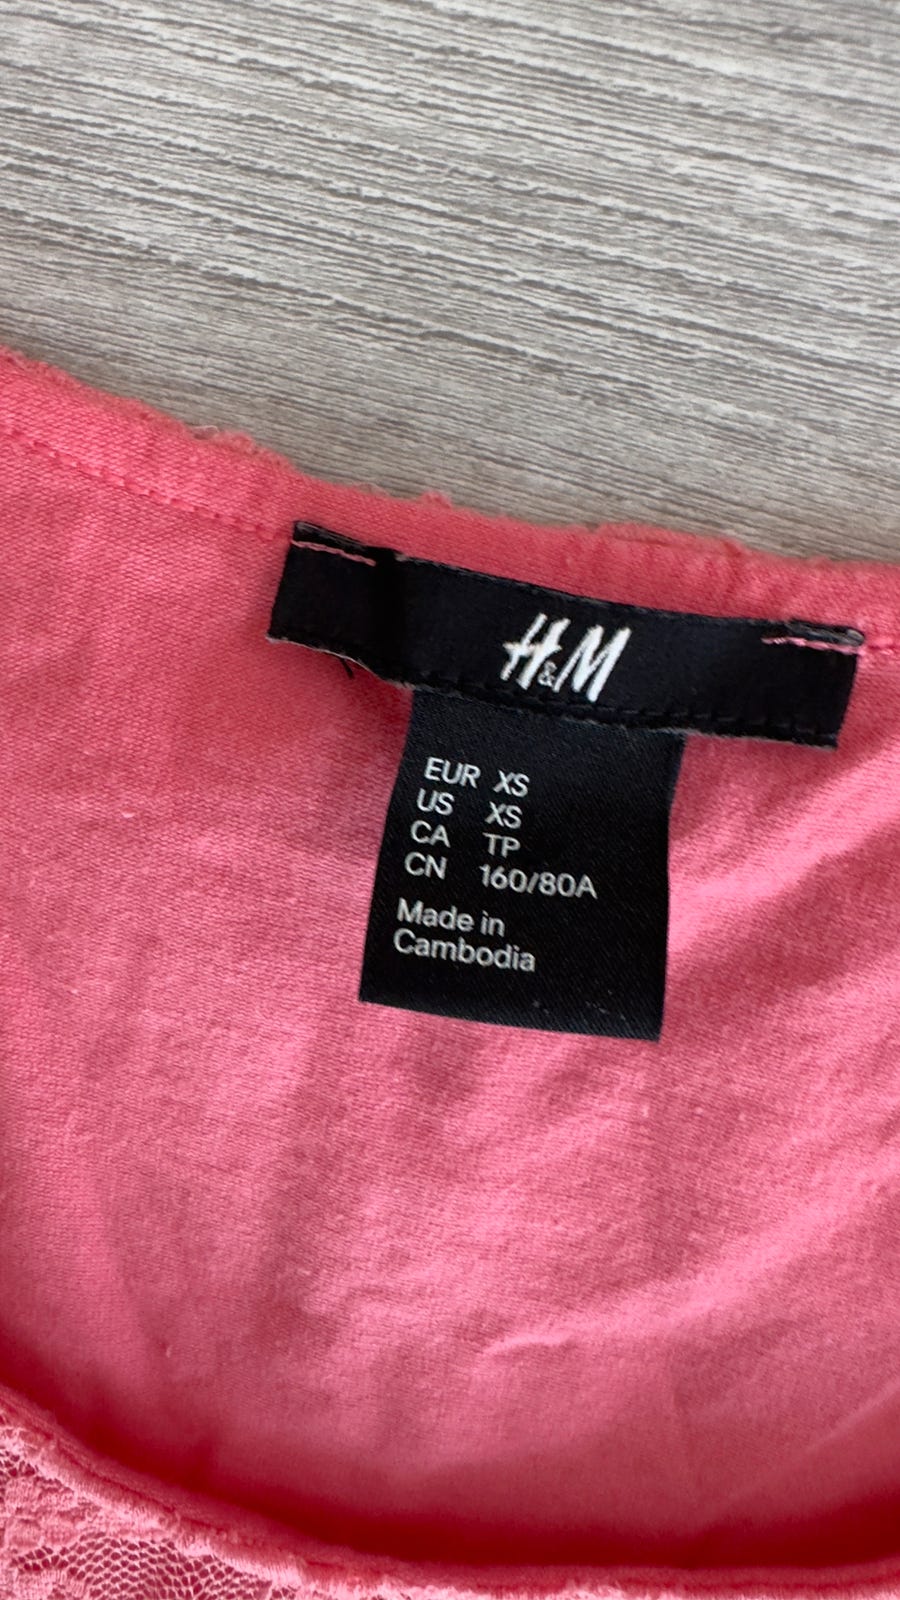 H&M
EUR XS
US XS
CA TP
CN 160/80A
Made in
Cambodia